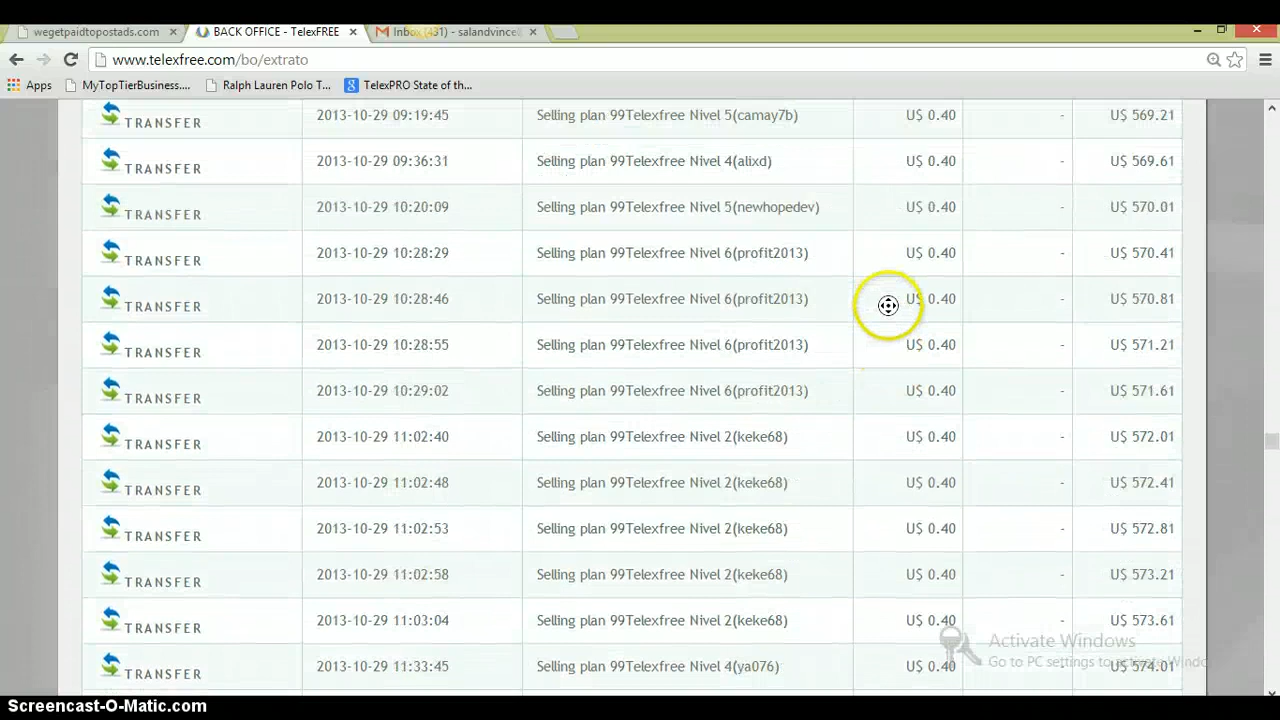 wegetpaidtopostads.com
BACK OFFICE - TelexFREE
Inbox (431) - salandvince
www.telexfree.com/bo/extrato
Apps
MyTopTierBusiness....
Ralph Lauren Polo T...
TelexPRO State of th...
TRANSFER 2013-10-29 09:19:45 Selling plan 99Telexfree Nivel 5(camay7b) U$ 0.40 - U$ 569.21
TRANSFER 2013-10-29 09:36:31 Selling plan 99Telexfree Nivel 4(alixd) U$ 0.40 - U$ 569.61
TRANSFER 2013-10-29 10:20:09 Selling plan 99Telexfree Nivel 5(newhopedev) U$ 0.40 - U$ 570.01
TRANSFER 2013-10-29 10:28:29 Selling plan 99Telexfree Nivel 6(profit2013) U$ 0.40 - U$ 570.41
TRANSFER 2013-10-29 10:28:46 Selling plan 99Telexfree Nivel 6(profit2013) U$ 0.40 - U$ 570.81
TRANSFER 2013-10-29 10:28:55 Selling plan 99Telexfree Nivel 6(profit2013) U$ 0.40 - U$ 571.21
TRANSFER 2013-10-29 10:29:02 Selling plan 99Telexfree Nivel 6(profit2013) U$ 0.40 - U$ 571.61
TRANSFER 2013-10-29 11:02:40 Selling plan 99Telexfree Nivel 2(keke68) U$ 0.40 - U$ 572.01
TRANSFER 2013-10-29 11:02:48 Selling plan 99Telexfree Nivel 2(keke68) U$ 0.40 - U$ 572.41
TRANSFER 2013-10-29 11:02:53 Selling plan 99Telexfree Nivel 2(keke68) U$ 0.40 - U$ 572.81
TRANSFER 2013-10-29 11:02:58 Selling plan 99Telexfree Nivel 2(keke68) U$ 0.40 - U$ 573.21
TRANSFER 2013-10-29 11:03:04 Selling plan 99Telexfree Nivel 2(keke68) U$ 0.40 - U$ 573.61
TRANSFER 2013-10-29 11:33:45 Selling plan 99Telexfree Nivel 4(ya076) U$ 0.40 - U$ 574.01
Activate Windows
Go to PC settings to activate Windo
Screencast-O-Matic.com